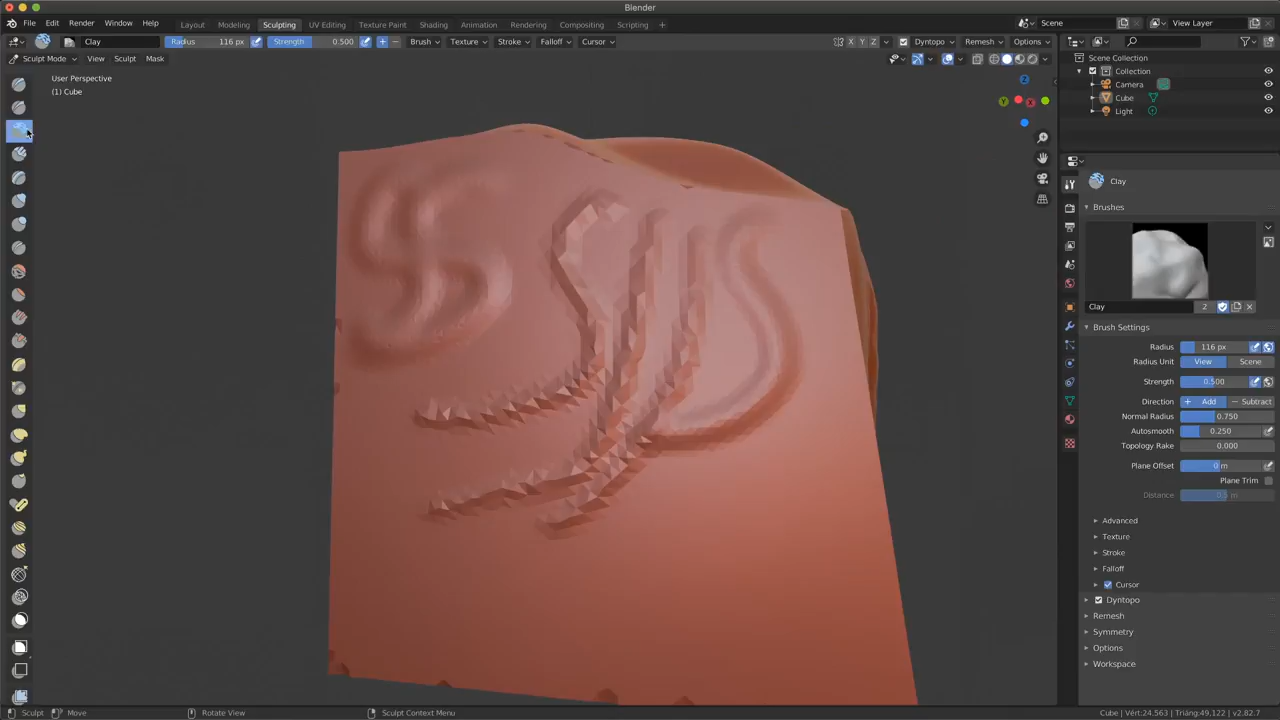 Blender
File Edit Render Window Help Layout Modeling Sculpting UV Editing Texture Paint Shading Animation Rendering Compositing Scripting Scene View Layer
Clay Radius 116 px Strength 0.500 Brush Texture Stroke Falloff Cursor X Y Z Dyntopo Remesh Options
Sculpt Mode View Sculpt Mask
Scene Collection
Collection
Camera
Cube
Light
User Perspective
(1) Cube
Z
Y X
Clay
Brushes
Clay 2
Brush Settings
Radius 116 px
Radius Unit View Scene
Strength 0.500
Direction + Add − Subtract
Normal Radius 0.750
Autosmooth 0.250
Topology Rake 0.000
Plane Offset 0 m
Plane Trim
Distance 0.5 m
Advanced
Texture
Stroke
Falloff
Cursor
Dyntopo
Remesh
Symmetry
Options
Workspace
Sculpt Move Rotate View Sculpt Context Menu Cube | Vért:24.563 | Triâng:49.122 | v2.82.7